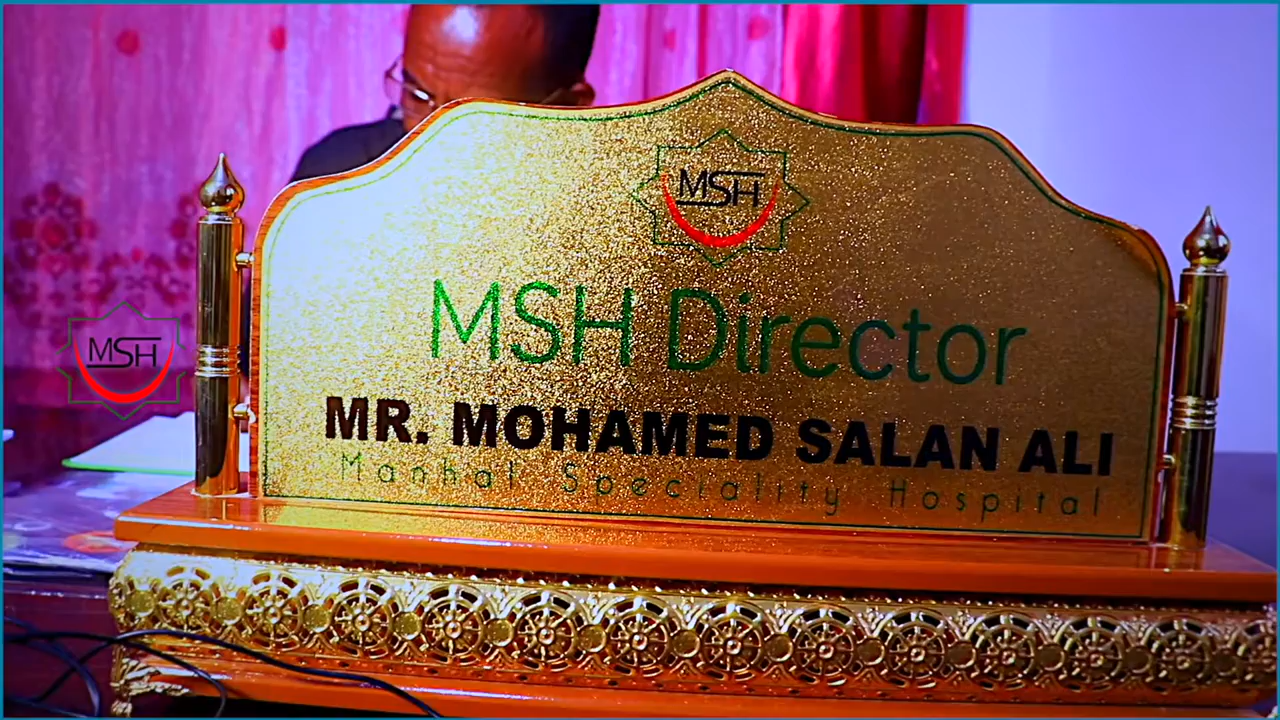 MSH
MSH Director
MR. MOHAMED SALAN ALI
Manhal Speciality Hospital
MSH